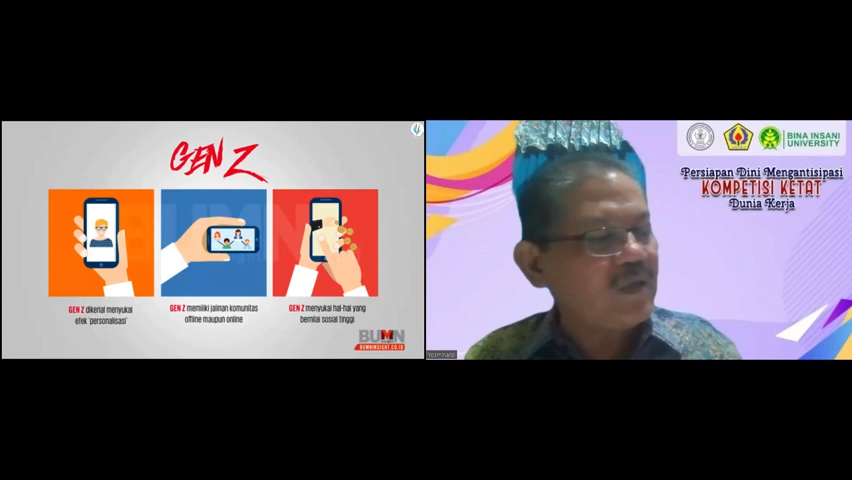 GEN Z
GEN Z dikenal menyukai
efek 'personalisasi'
GEN Z memiliki jalinan komunitas
offline maupun online
GEN Z menyukai hal-hal yang
bernilai sosial tinggi
BUMN
BUMNINSIGHT.CO.ID
BINA INSANI
UNIVERSITY
Persiapan Dini Mengantisipasi
KOMPETISI KETAT
Dunia Kerja